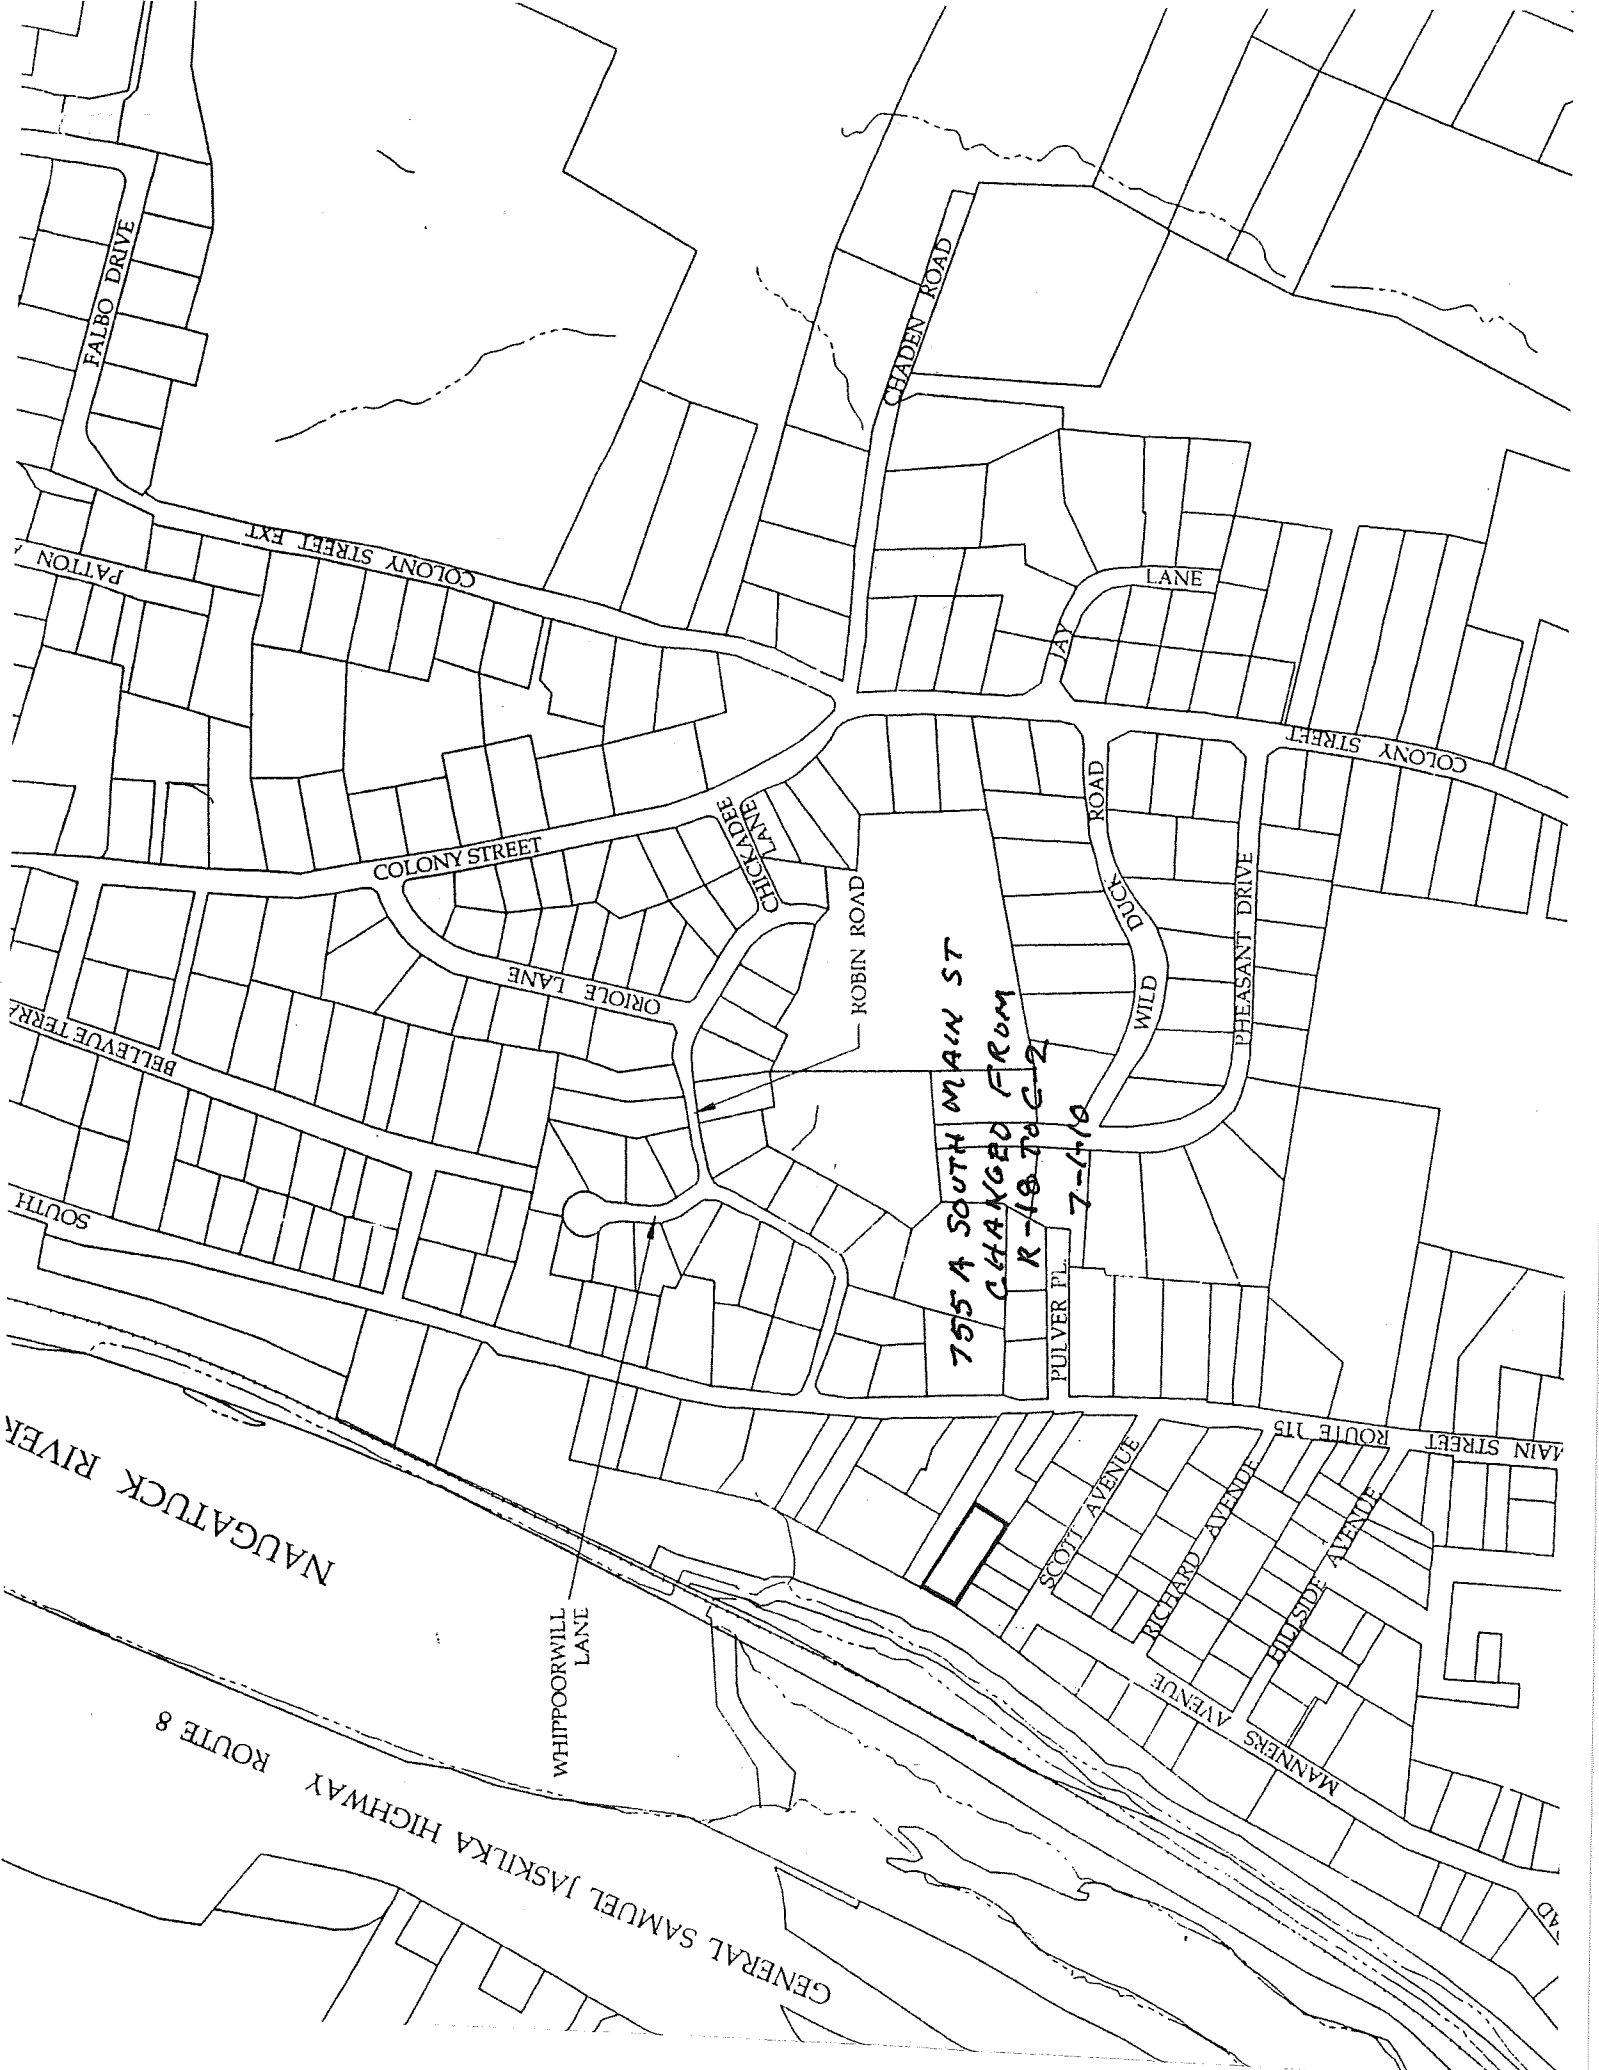 FALBO DRIVE
CHADEN ROAD
COLONY STREET EXT
PATTON
LANE
JAY
COLONY STREET
ROAD
COLONY STREET
CHICKADEE
LANE
ROBIN ROAD
DUCK
PHEASANT DRIVE
ORIOLE LANE
WILD
BELLEVUE TERRA
755 A SOUTH MAIN ST
CHANGED FROM
R-18 TO C-2
7-1-10
SOUTH
PULVER PL.
MAIN STREET ROUTE 115
NAUGATUCK RIVER
SCOTT AVENUE
RICHARD AVENUE
HILLSIDE AVENUE
WHIPPOORWILL
LANE
MANNERS AVENUE
GENERAL SAMUEL JASKILKA HIGHWAY ROUTE 8